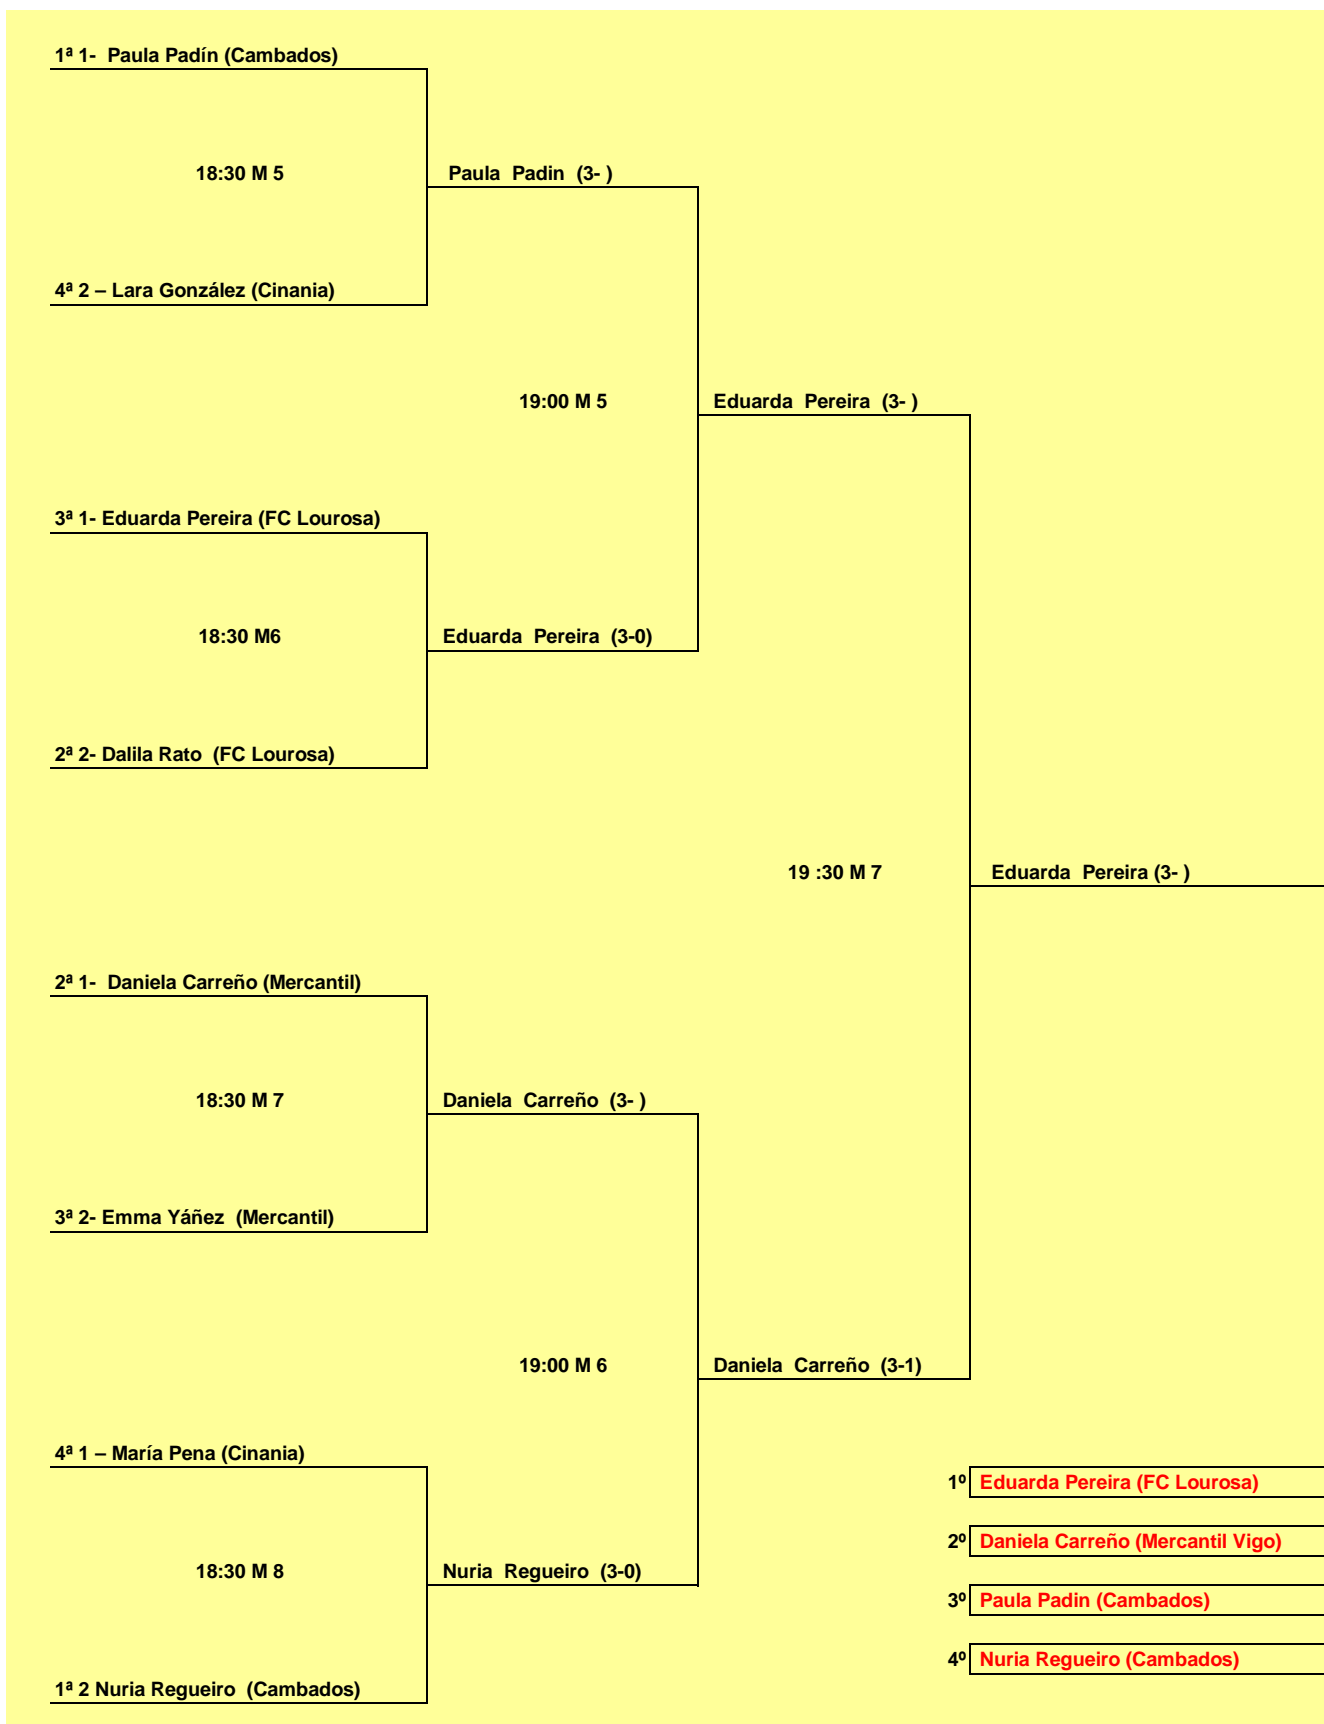 1ª 1- Paula Padín (Cambados)
18:30 M 5
Paula Padin (3- )
4ª 2 – Lara González (Cinania)
19:00 M 5
Eduarda Pereira (3- )
3ª 1- Eduarda Pereira (FC Lourosa)
18:30 M6
Eduarda Pereira (3-0)
2ª 2- Dalila Rato (FC Lourosa)
19 :30 M 7
Eduarda Pereira (3- )
2ª 1- Daniela Carreño (Mercantil)
18:30 M 7
Daniela Carreño (3- )
3ª 2- Emma Yáñez (Mercantil)
19:00 M 6
Daniela Carreño (3-1)
4ª 1 – María Pena (Cinania)
1º Eduarda Pereira (FC Lourosa)
2º Daniela Carreño (Mercantil Vigo)
18:30 M 8
Nuria Regueiro (3-0)
3º Paula Padin (Cambados)
4º Nuria Regueiro (Cambados)
1ª 2 Nuria Regueiro (Cambados)